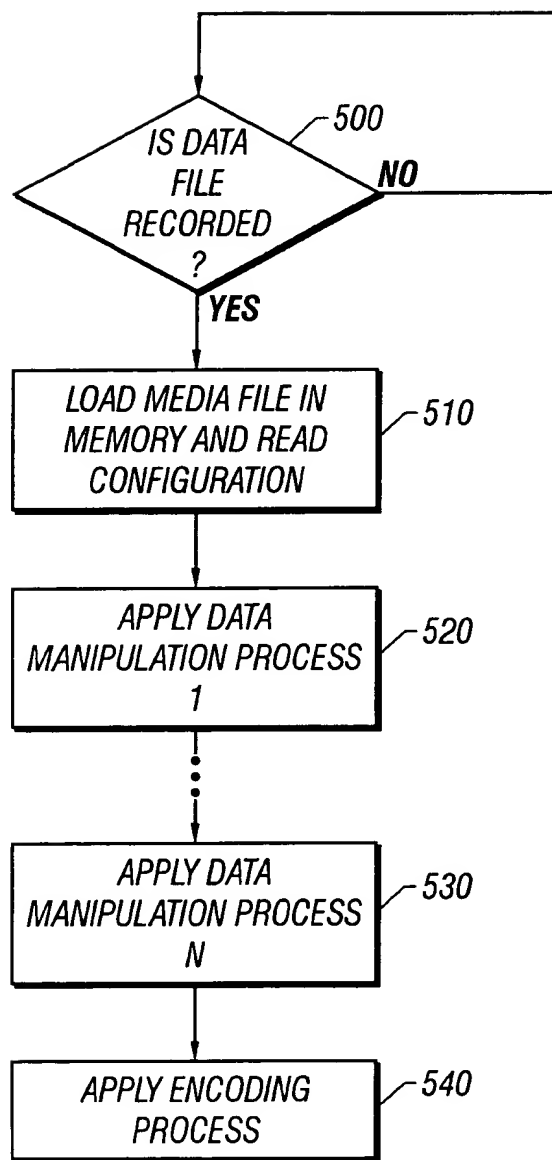 500
IS DATA
FILE
RECORDED
?
NO
YES
LOAD MEDIA FILE IN
MEMORY AND READ
CONFIGURATION
510
APPLY DATA
MANIPULATION PROCESS
1
520
APPLY DATA
MANIPULATION PROCESS
N
530
APPLY ENCODING
PROCESS
540